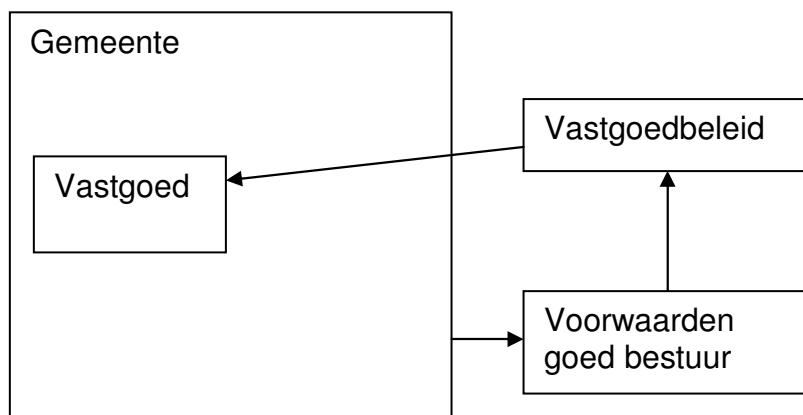 Gemeente
Vastgoedbeleid
Vastgoed
Voorwaarden
goed bestuur